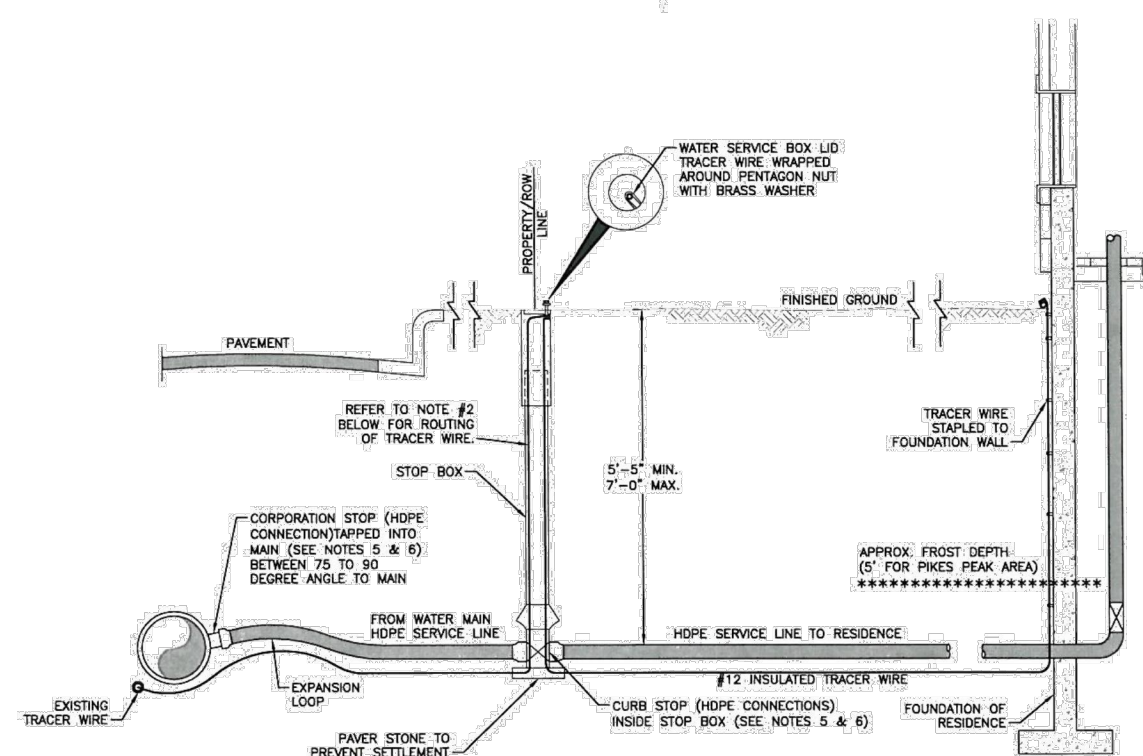 WATER SERVICE BOX LID
TRACER WIRE WRAPPED
AROUND PENTAGON NUT
WITH BRASS WASHER
PROPERTY/ROW
LINE
FINISHED GROUND
PAVEMENT
REFER TO NOTE #2
BELOW FOR ROUTING
OF TRACER WIRE.
TRACER WIRE
STAPLED TO
FOUNDATION WALL
STOP BOX
5'-5" MIN.
7'-0" MAX.
CORPORATION STOP (HDPE
CONNECTION)TAPPED INTO
MAIN (SEE NOTES 5 & 6)
BETWEEN 75 TO 90
DEGREE ANGLE TO MAIN
APPROX. FROST DEPTH
(5' FOR PIKES PEAK AREA)
***********************
FROM WATER MAIN
HDPE SERVICE LINE
HDPE SERVICE LINE TO RESIDENCE
#12 INSULATED TRACER WIRE
EXPANSION
LOOP
EXISTING
TRACER WIRE
CURB STOP (HDPE CONNECTIONS)
INSIDE STOP BOX (SEE NOTES 5 & 6)
FOUNDATION OF
RESIDENCE
PAVER STONE TO
PREVENT SETTLEMENT